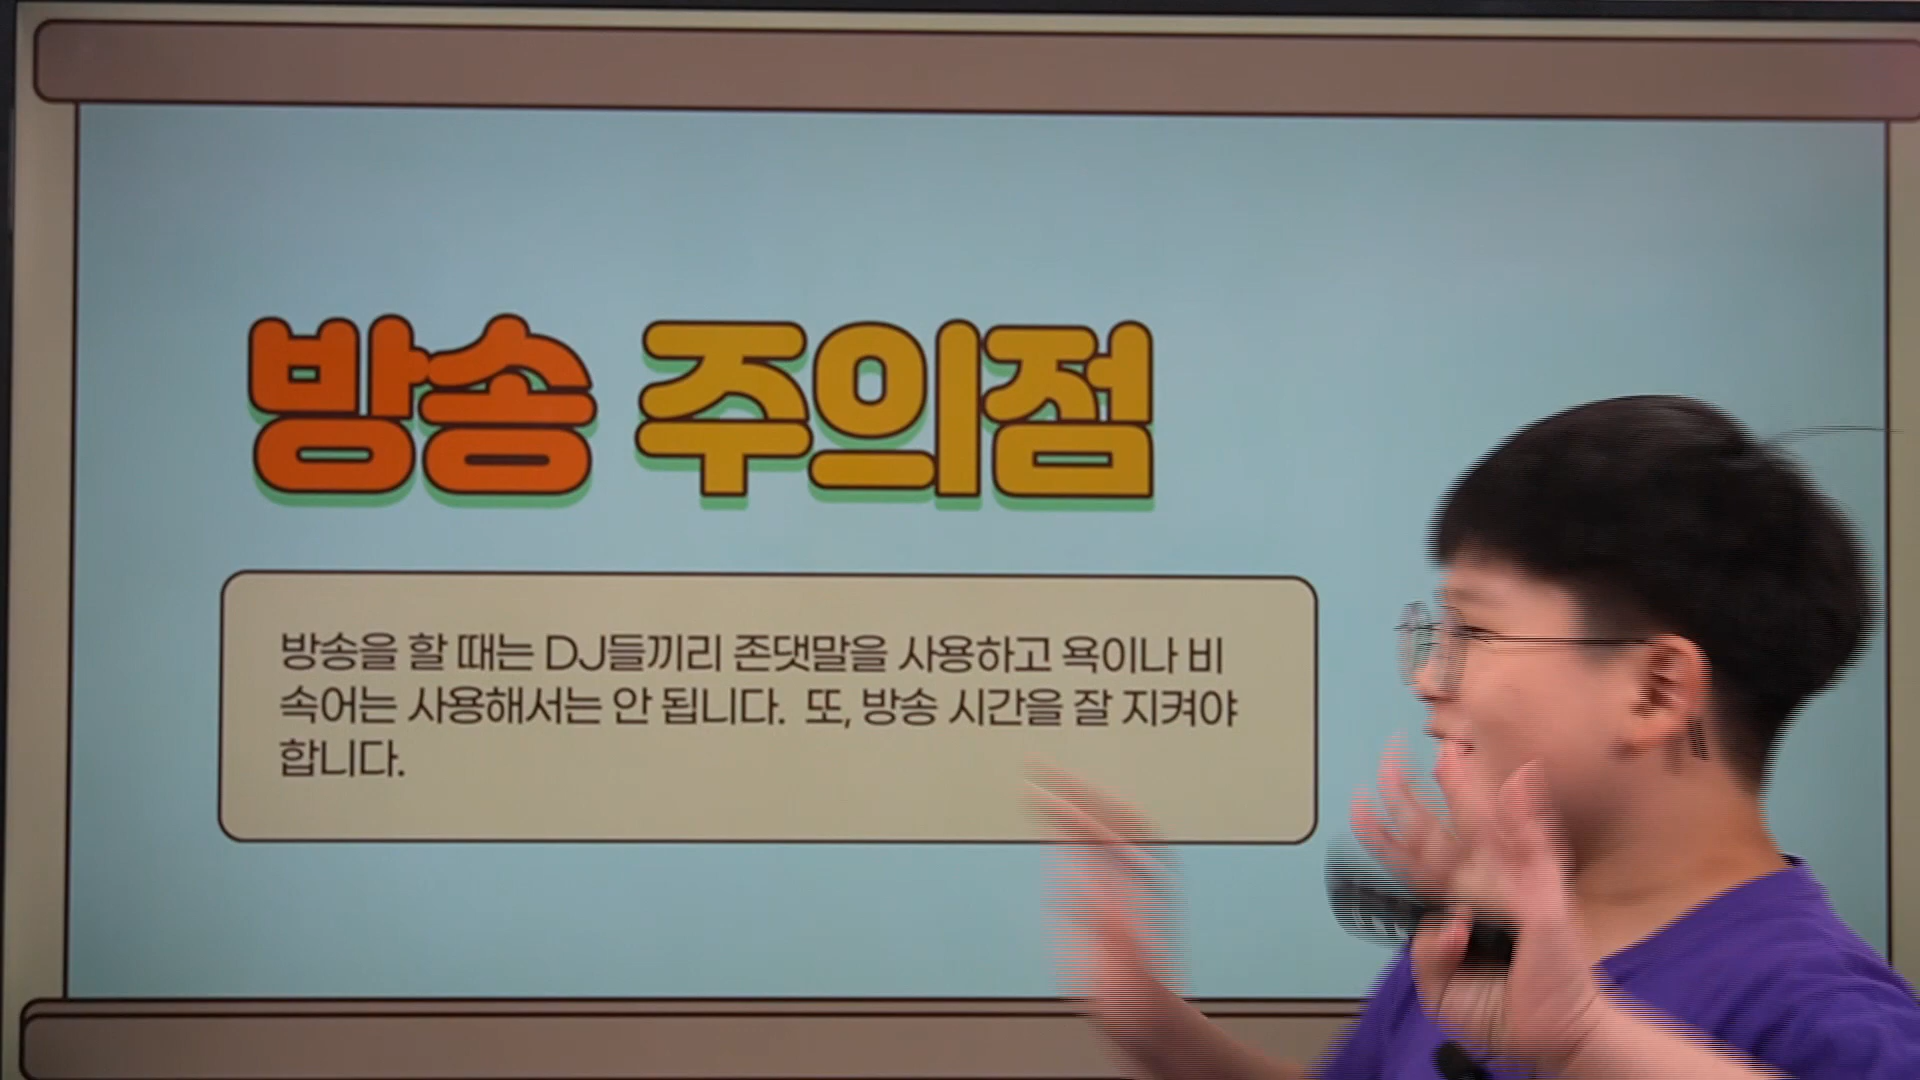 방송 주의점
방송을 할 때는 DJ들끼리 존댓말을 사용하고 욕이나 비
속어는 사용해서는 안 됩니다. 또, 방송 시간을 잘 지켜야
합니다.